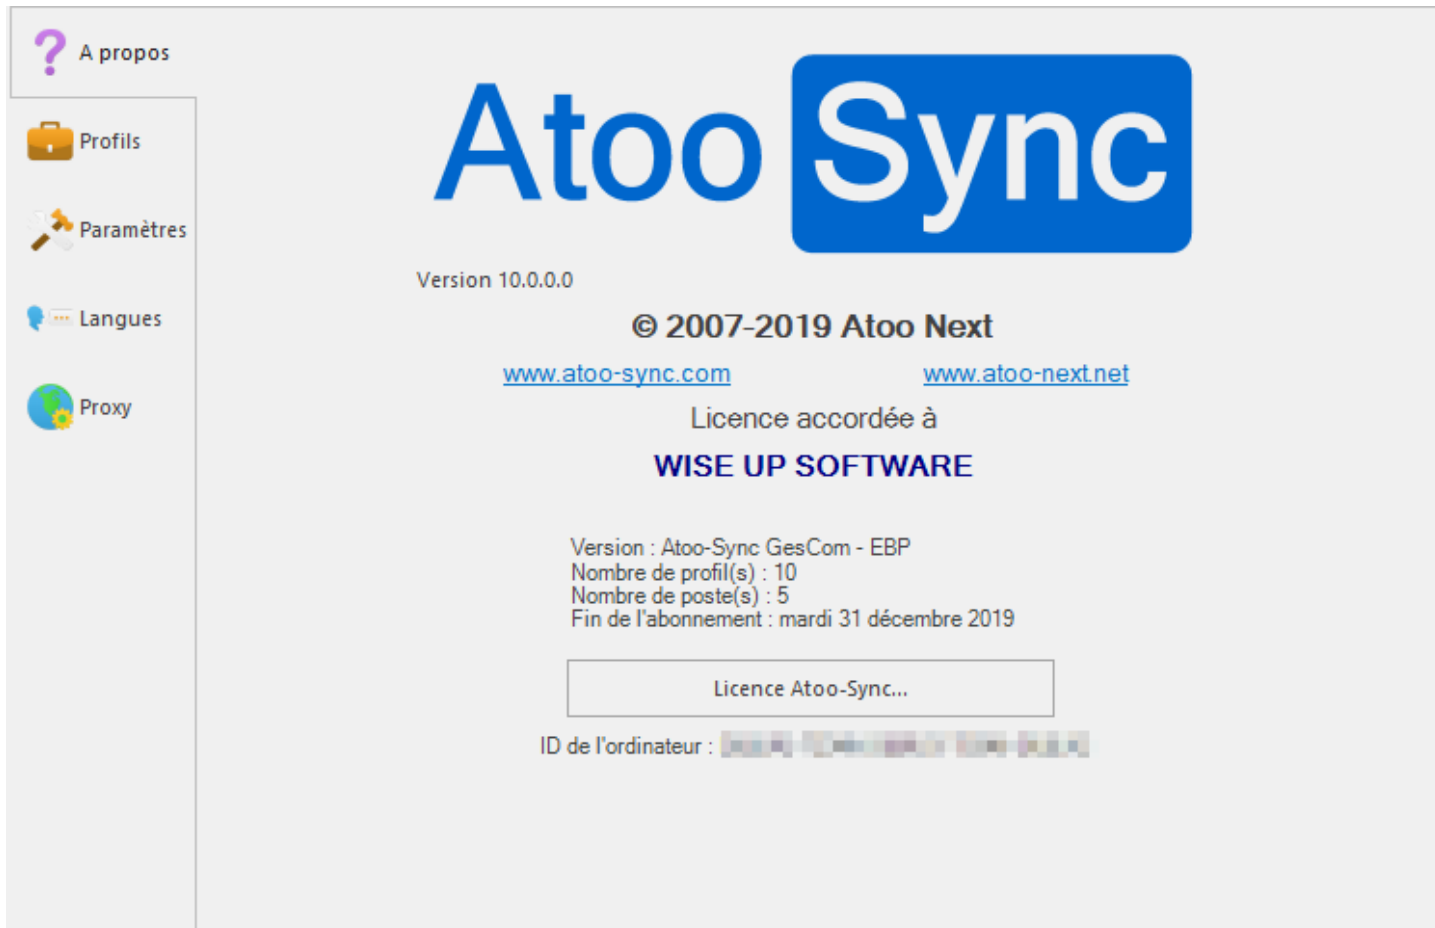 A propos
Profils
Paramètres
Langues
Proxy
Atoo Sync
Version 10.0.0.0
© 2007-2019 Atoo Next
www.atoo-sync.com www.atoo-next.net
Licence accordée à
WISE UP SOFTWARE
Version : Atoo-Sync GesCom - EBP
Nombre de profil(s) : 10
Nombre de poste(s) : 5
Fin de l'abonnement : mardi 31 décembre 2019
Licence Atoo-Sync...
ID de l'ordinateur :